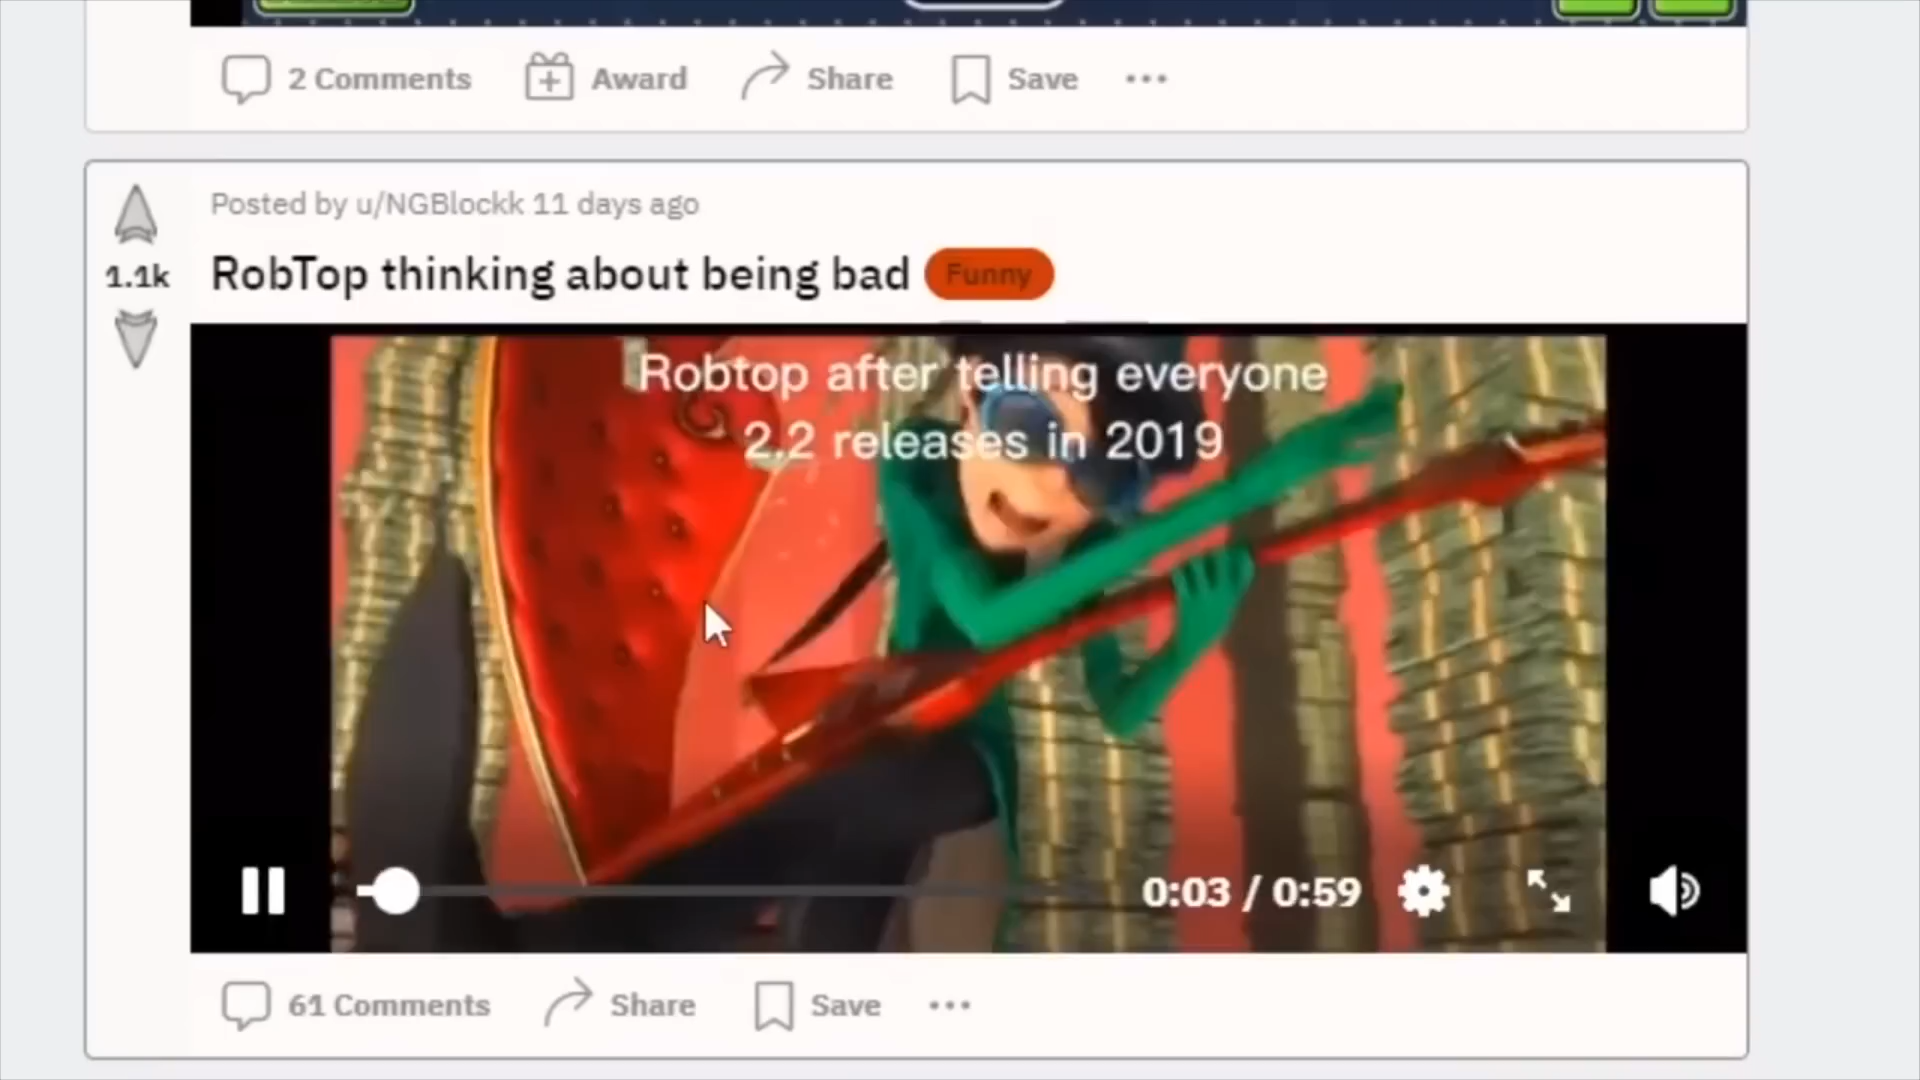 2 Comments Award Share Save
Posted by u/NGBlockk 11 days ago
1.1k
RobTop thinking about being bad Funny
Robtop after telling everyone
2.2 releases in 2019
0:03 / 0:59
61 Comments Share Save